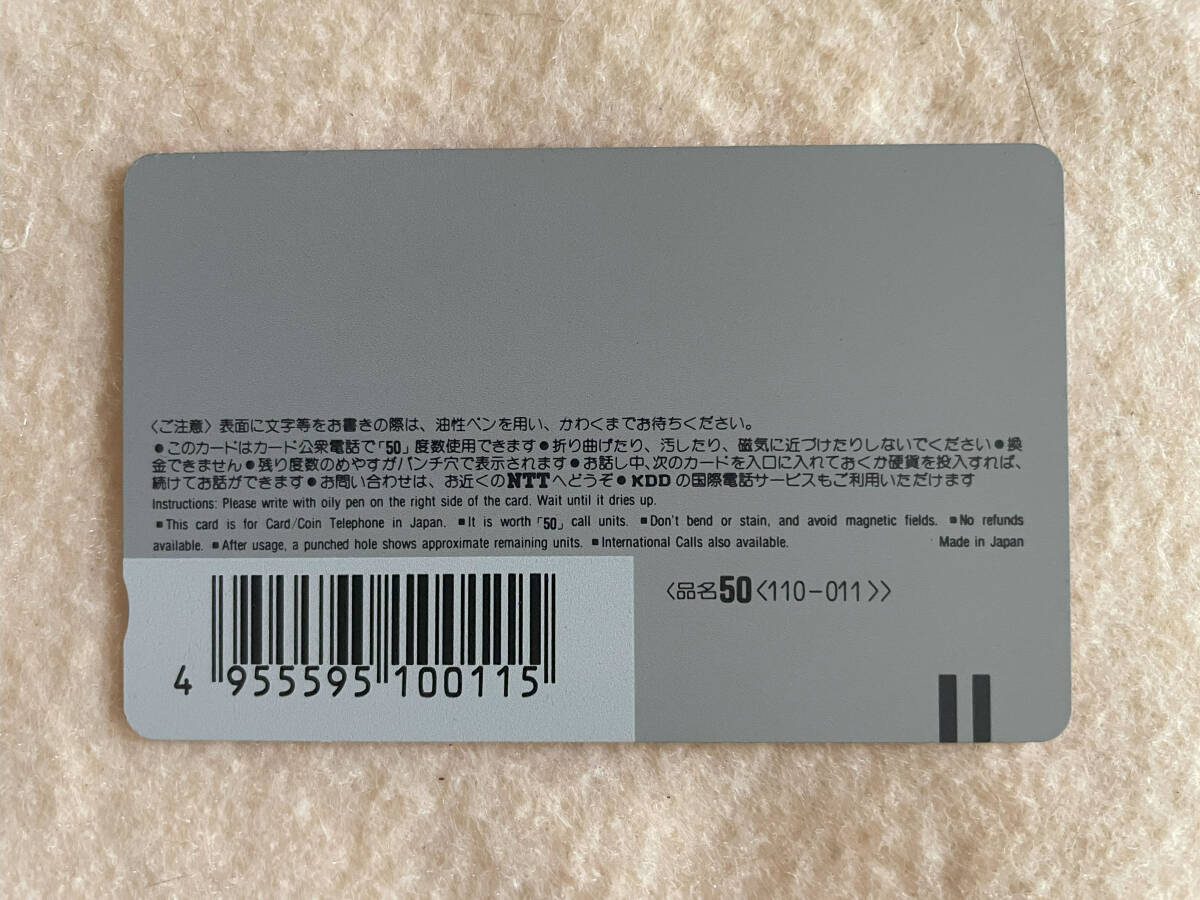 〈ご注意〉表面に文字等をお書きの際は、油性ペンを用い、かわくまでお待ちください。
●このカードはカード公衆電話で「50」度数使用できます●折り曲げたり、汚したり、磁気に近づけたりしないでください●換
金できません●残り度数のめやすがパンチ穴で表示されます●お話し中、次のカードを入口に入れておくか硬貨を投入すれば、
続けてお話ができます●お問い合わせは、お近くのNTTへどうぞ●KDDの国際電話サービスもご利用いただけます
Instructions: Please write with oily pen on the right side of the card. Wait until it dries up.
■This card is for Card/Coin Telephone in Japan. ■It is worth「50」call units. ■Don't bend or stain, and avoid magnetic fields. ■No refunds
available. ■After usage, a punched hole shows approximate remaining units. ■International Calls also available. Made in Japan
〈品名50〈110-011〉〉
4 955595 100115